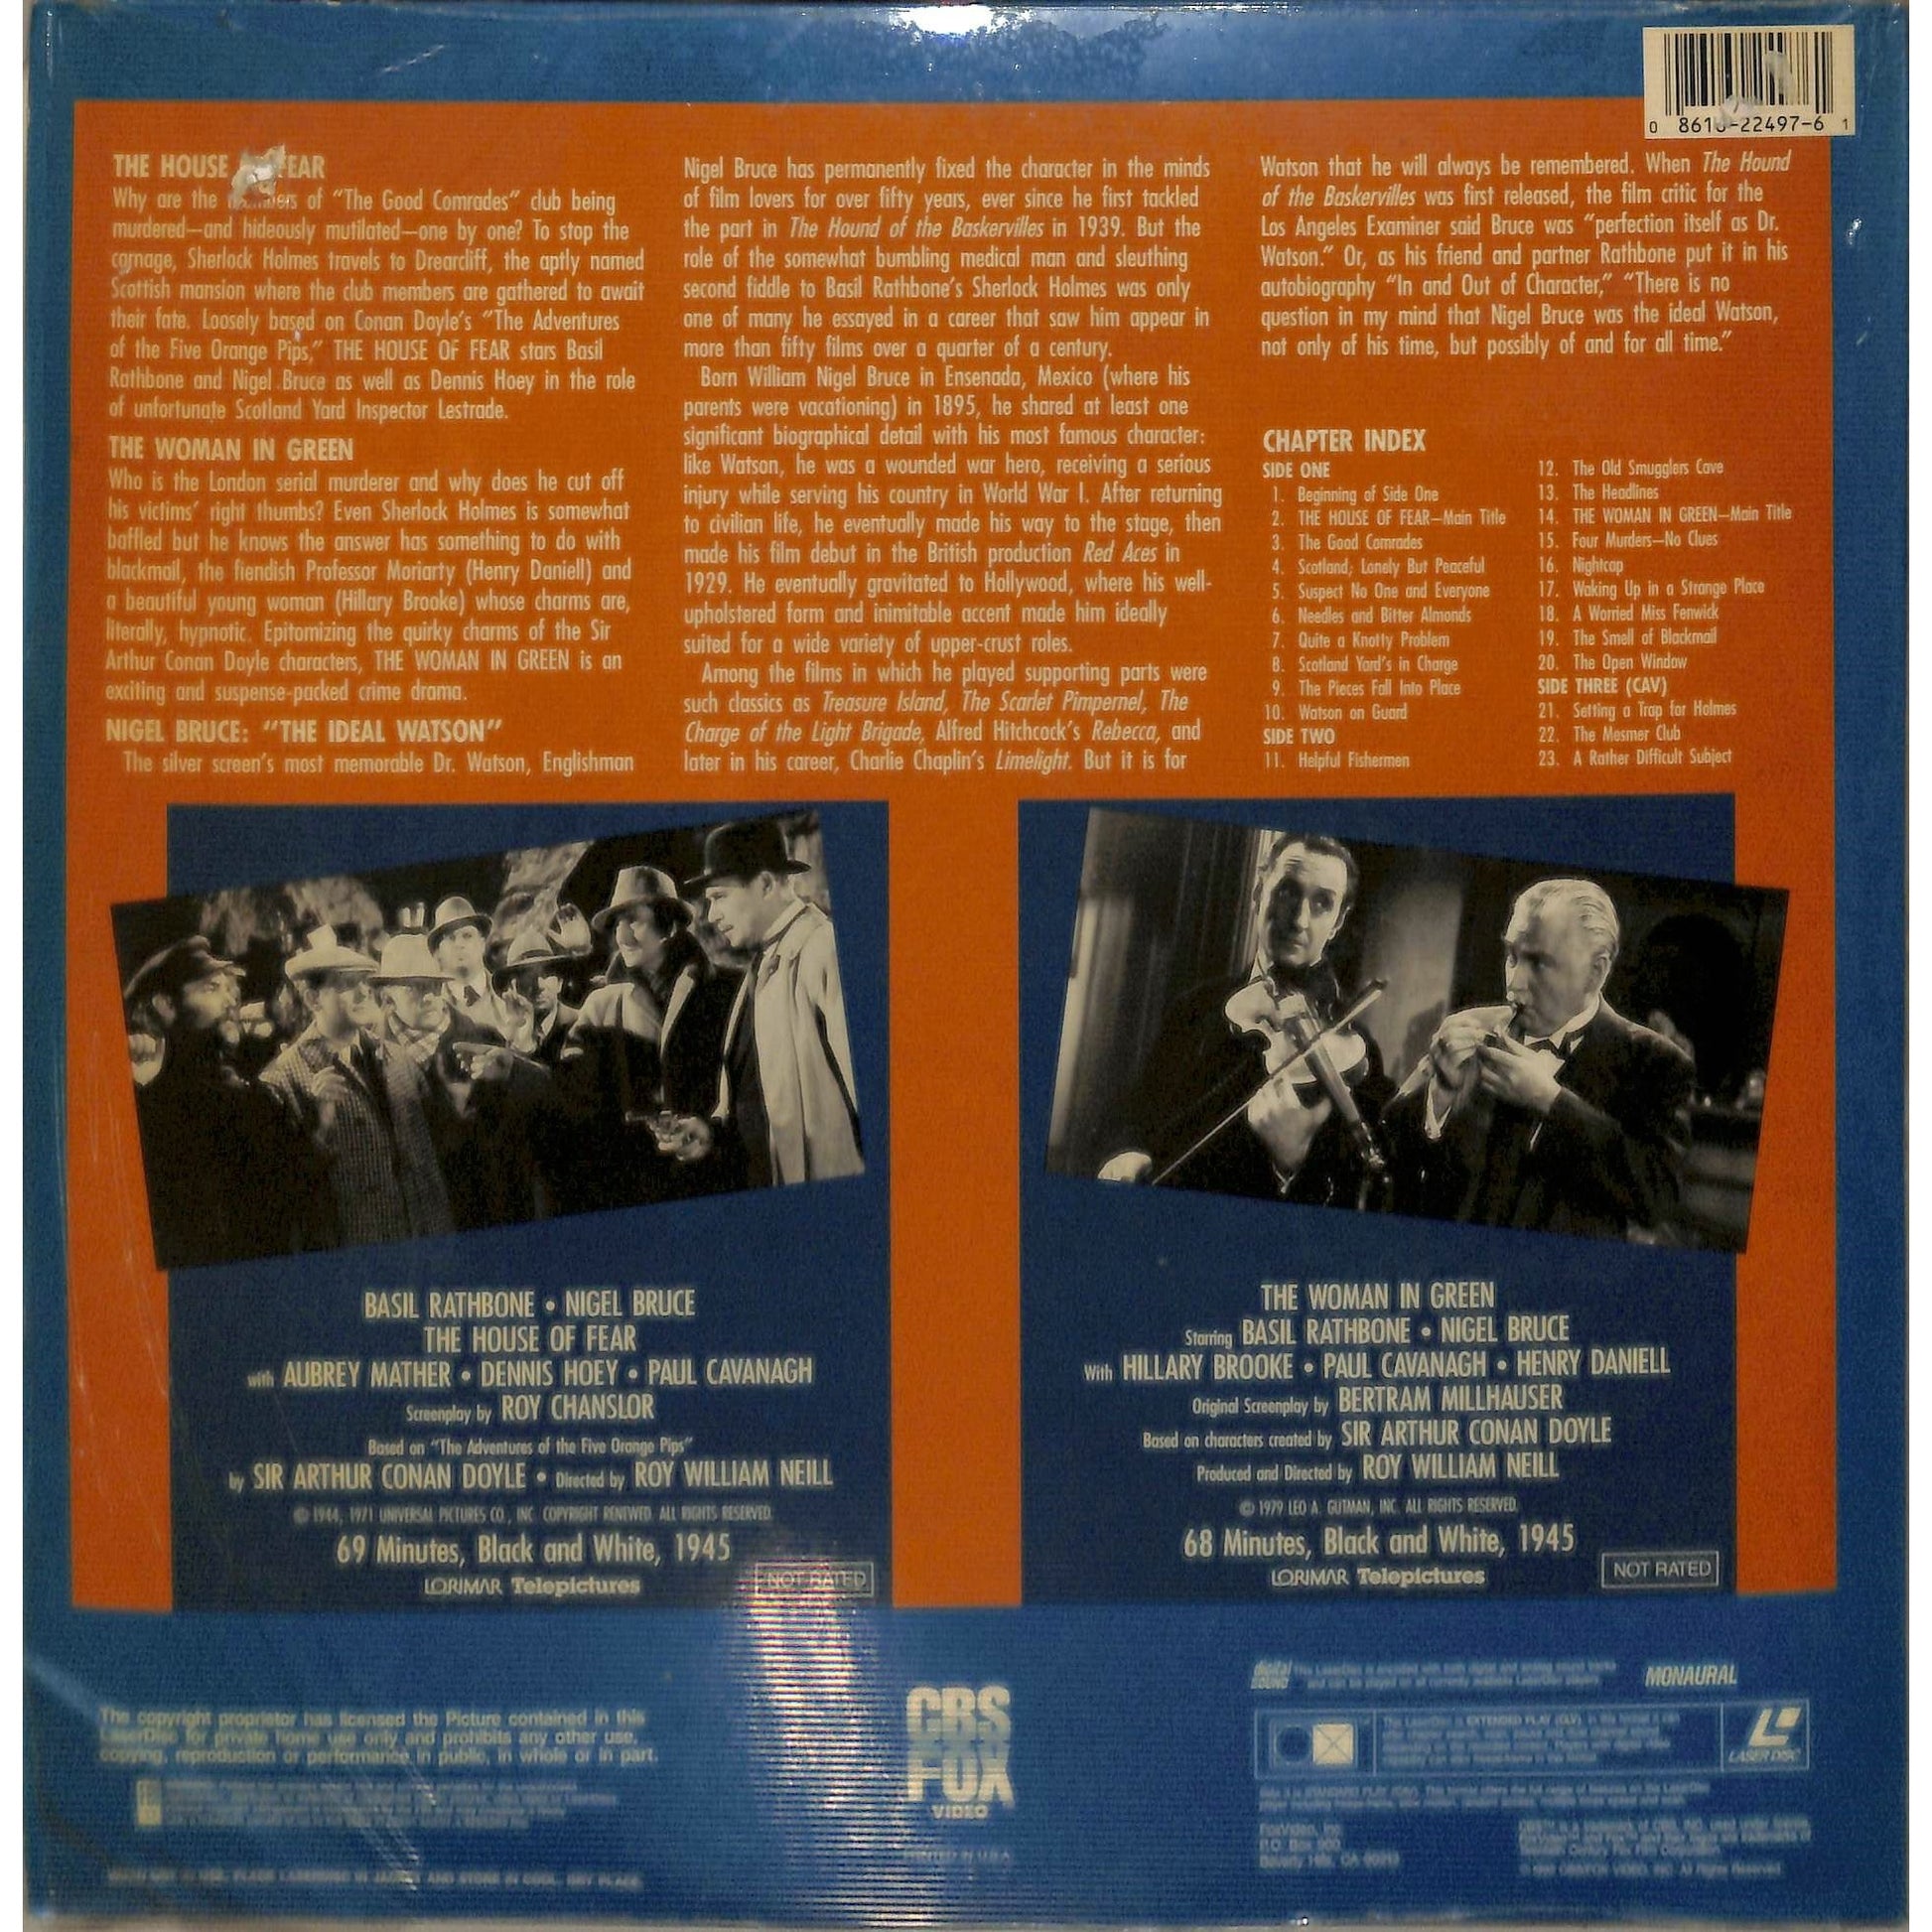 0 8616-22497-6 1
THE HOUSE OF FEAR
Why are the members of "The Good Comrades" club being
murdered—and hideously mutilated—one by one? To stop the
carnage, Sherlock Holmes travels to Drearcliff, the aptly named
Scottish mansion where the club members are gathered to await
their fate. Loosely based on Conan Doyle's "The Adventures
of the Five Orange Pips," THE HOUSE OF FEAR stars Basil
Rathbone and Nigel Bruce as well as Dennis Hoey in the role
of unfortunate Scotland Yard Inspector Lestrade.
THE WOMAN IN GREEN
Who is the London serial murderer and why does he cut off
his victims' right thumbs? Even Sherlock Holmes is somewhat
baffled but he knows the answer has something to do with
blackmail, the fiendish Professor Moriarty (Henry Daniell) and
a beautiful young woman (Hillary Brooke) whose charms are,
literally, hypnotic. Epitomizing the quirky charms of the Sir
Arthur Conan Doyle characters, THE WOMAN IN GREEN is an
exciting and suspense-packed crime drama.
NIGEL BRUCE: "THE IDEAL WATSON"
The silver screen's most memorable Dr. Watson, Englishman
Nigel Bruce has permanently fixed the character in the minds
of film lovers for over fifty years, ever since he first tackled
the part in The Hound of the Baskervilles in 1939. But the
role of the somewhat bumbling medical man and sleuthing
second fiddle to Basil Rathbone's Sherlock Holmes was only
one of many he essayed in a career that saw him appear in
more than fifty films over a quarter of a century.
Born William Nigel Bruce in Ensenada, Mexico (where his
parents were vacationing) in 1895, he shared at least one
significant biographical detail with his most famous character:
like Watson, he was a wounded war hero, receiving a serious
injury while serving his country in World War I. After returning
to civilian life, he eventually made his way to the stage, then
made his film debut in the British production Red Aces in
1929. He eventually gravitated to Hollywood, where his well-
upholstered form and inimitable accent made him ideally
suited for a wide variety of upper-crust roles.
Among the films in which he played supporting parts were
such classics as Treasure Island, The Scarlet Pimpernel, The
Charge of the Light Brigade, Alfred Hitchcock's Rebecca, and
later in his career, Charlie Chaplin's Limelight. But it is for
Watson that he will always be remembered. When The Hound
of the Baskervilles was first released, the film critic for the
Los Angeles Examiner said Bruce was "perfection itself as Dr.
Watson." Or, as his friend and partner Rathbone put it in his
autobiography "In and Out of Character," "There is no
question in my mind that Nigel Bruce was the ideal Watson,
not only of his time, but possibly of and for all time."
CHAPTER INDEX
SIDE ONE
1. Beginning of Side One
2. THE HOUSE OF FEAR—Main Title
3. The Good Comrades
4. Scotland; Lonely But Peaceful
5. Suspect No One and Everyone
6. Needles and Bitter Almonds
7. Quite a Knotty Problem
8. Scotland Yard's in Charge
9. The Pieces Fall Into Place
10. Watson on Guard
SIDE TWO
11. Helpful Fishermen
12. The Old Smugglers Cave
13. The Headlines
14. THE WOMAN IN GREEN—Main Title
15. Four Murders—No Clues
16. Nightcap
17. Waking Up in a Strange Place
18. A Worried Miss Fenwick
19. The Smell of Blackmail
20. The Open Window
SIDE THREE (CAV)
21. Setting a Trap for Holmes
22. The Mesmer Club
23. A Rather Difficult Subject
BASIL RATHBONE • NIGEL BRUCE
THE HOUSE OF FEAR
with AUBREY MATHER • DENNIS HOEY • PAUL CAVANAGH
Screenplay by ROY CHANSLOR
Based on "The Adventures of the Five Orange Pips"
by SIR ARTHUR CONAN DOYLE • Directed by ROY WILLIAM NEILL
© 1944, 1971 UNIVERSAL PICTURES CO., INC. COPYRIGHT RENEWED. ALL RIGHTS RESERVED.
69 Minutes, Black and White, 1945
LORIMAR Telepictures
NOT RATED
THE WOMAN IN GREEN
Starring BASIL RATHBONE • NIGEL BRUCE
With HILLARY BROOKE • PAUL CAVANAGH • HENRY DANIELL
Original Screenplay by BERTRAM MILLHAUSER
Based on characters created by SIR ARTHUR CONAN DOYLE
Produced and Directed by ROY WILLIAM NEILL
© 1979 LEO A. GUTMAN, INC. ALL RIGHTS RESERVED.
68 Minutes, Black and White, 1945
LORIMAR Telepictures
NOT RATED
The copyright proprietor has licensed the Picture contained in this
LaserDisc for private home use only and prohibits any other use,
copying, reproduction or performance in public, in whole or in part.
CBS
FOX
VIDEO
PRINTED IN U.S.A.
digital sound This LaserDisc is encoded with both digital and analog sound tracks
and can be played on all currently available LaserDisc players.
MONAURAL
LASER DISC
FoxVideo, Inc.
P.O. Box 900
Beverly Hills, CA